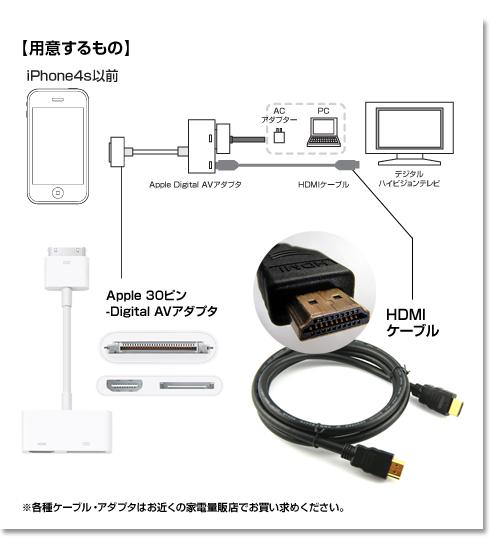 【用意するもの】
iPhone4s以前
AC
アダプター
PC
Apple Digital AVアダプタ
HDMIケーブル
デジタル
ハイビジョンテレビ
Apple 30ピン
-Digital AVアダプタ
HDMI
HDMI
ケーブル
※各種ケーブル・アダプタはお近くの家電量販店でお買い求めください。